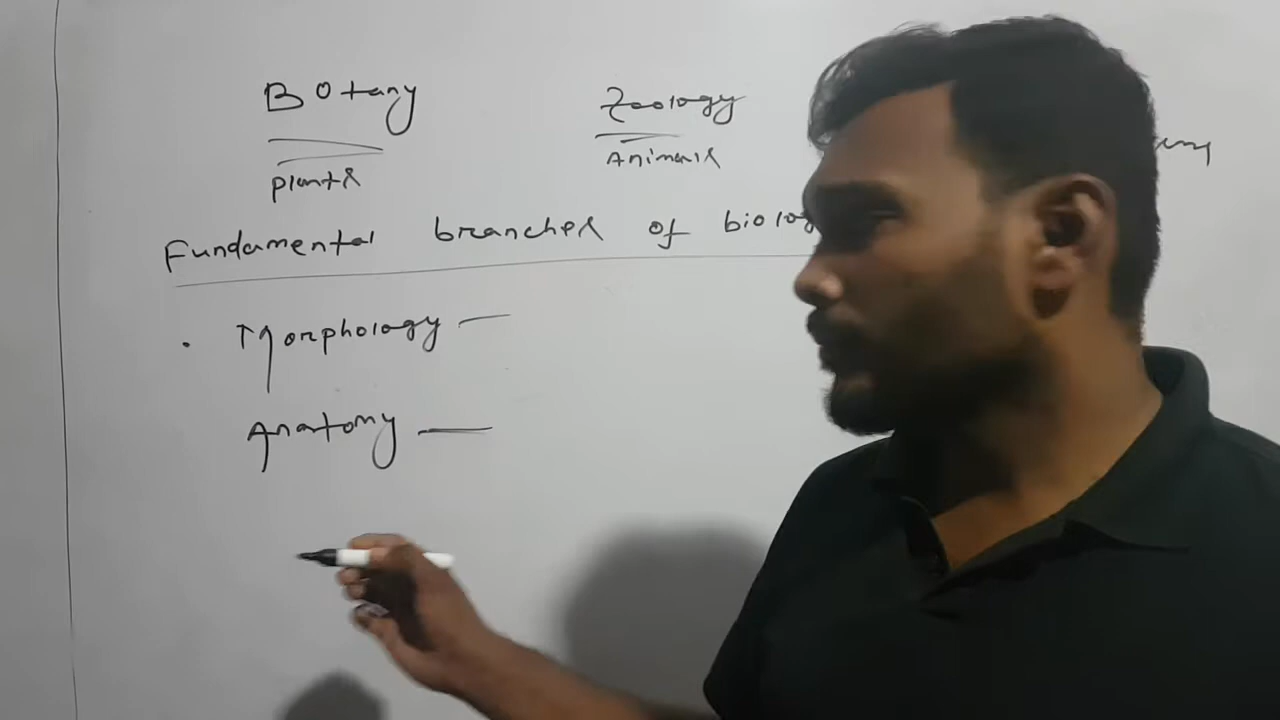 Botany Zoology
plants Animals
Fundamental branches of
• Morphology —
Anatomy —